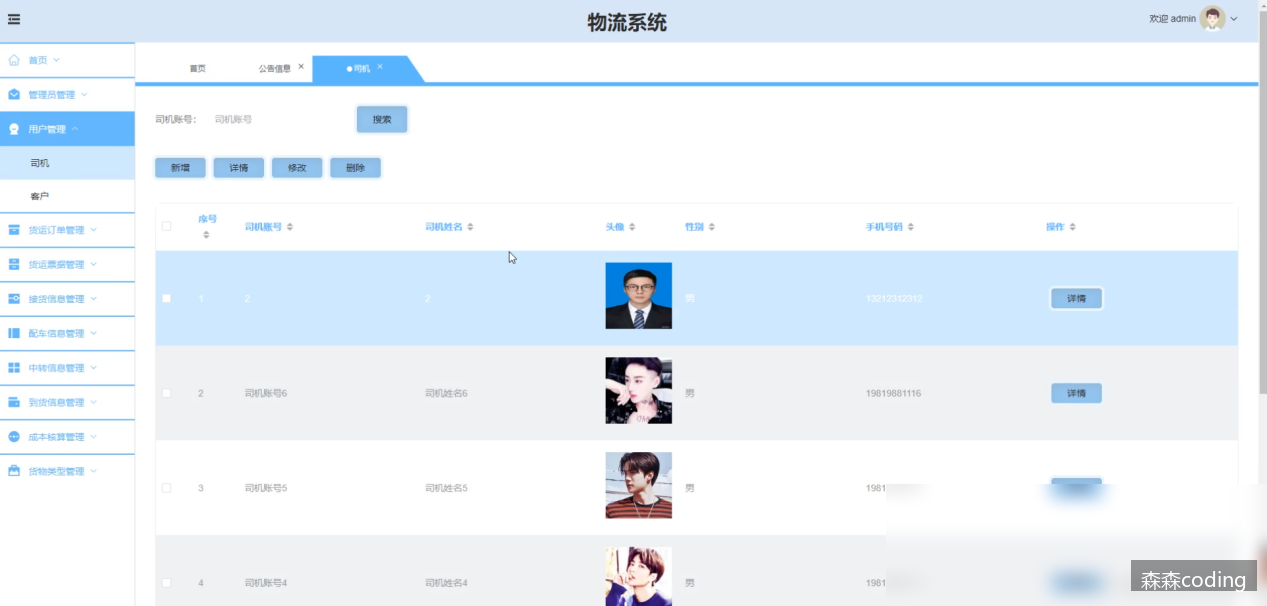 物流系统
欢迎 admin
首页
管理员管理
用户管理
司机
客户
货运订单管理
货运票据管理
接货信息管理
配车信息管理
中转信息管理
到货信息管理
成本核算管理
货物类型管理
首页 公告信息 × ●司机 ×
司机账号: 司机账号 搜索
新增 详情 修改 删除
序号 司机账号 司机姓名 头像 性别 手机号码 操作
1 2 2 男 13212312312 详情
2 司机账号6 司机姓名6 男 19819881116 详情
3 司机账号5 司机姓名5 男 1981
4 司机账号4 司机姓名4 男 1981
森森coding